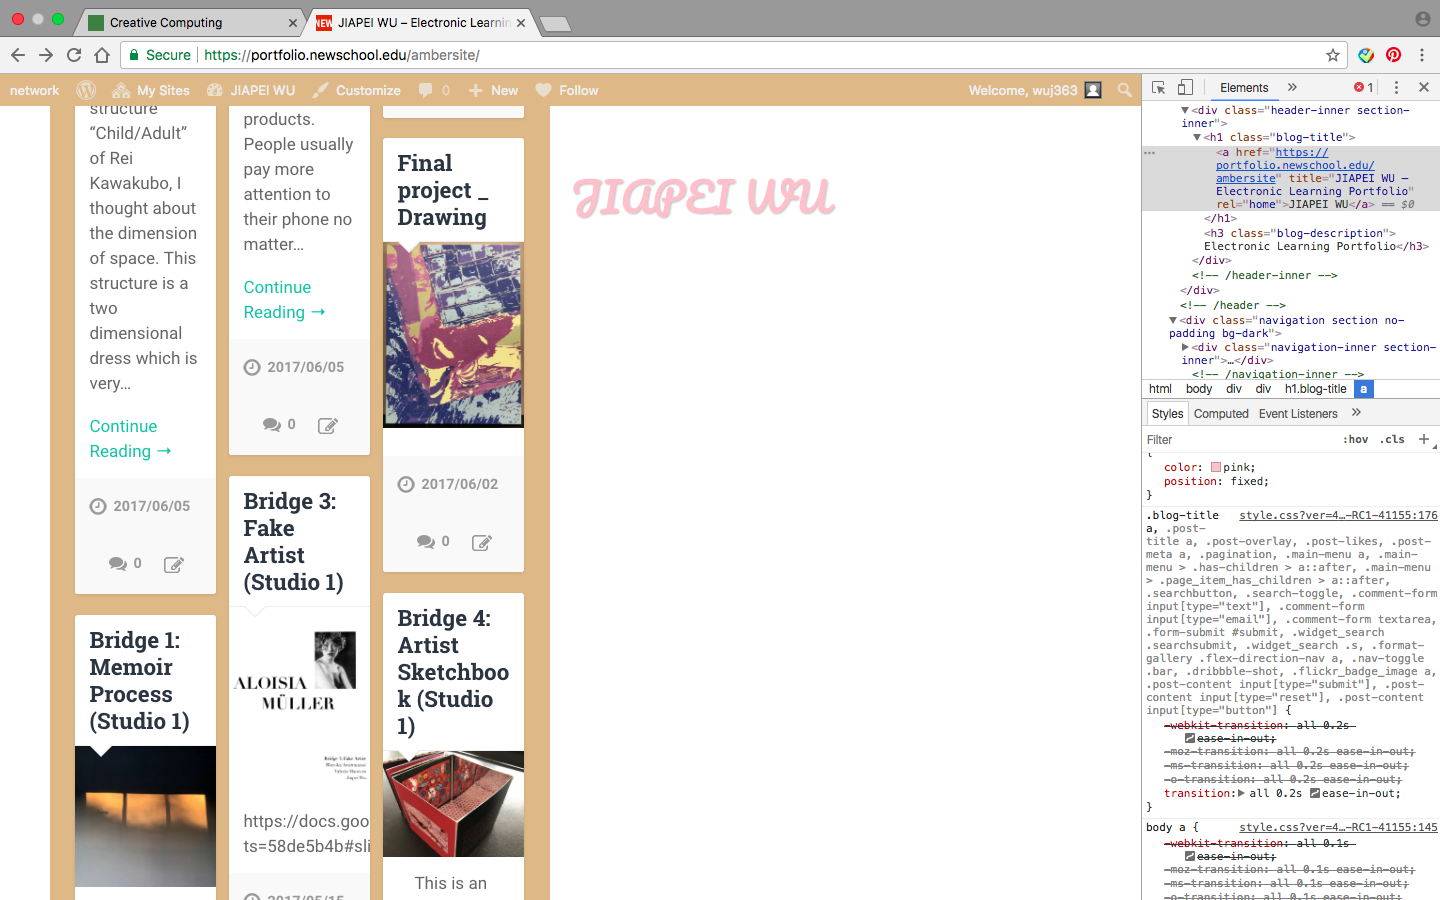 Creative Computing
NEW
JIAPEI WU – Electronic Learnin
Secure
https://portfolio.newschool.edu/ambersite/
network
My Sites
JIAPEI WU
Customize
0
New
Follow
Welcome, wuj363
structure
“Child/Adult”
of Rei
Kawakubo, I
thought about
the dimension
of space. This
structure is a
two
dimensional
dress which is
very…
Continue
Reading →
2017/06/05
0
Bridge 1:
Memoir
Process
(Studio 1)
products.
People usually
pay more
attention to
their phone no
matter…
Continue
Reading →
2017/06/05
0
Bridge 3:
Fake
Artist
(Studio 1)
ALOISIA
MÜLLER
Bridge 3: Fake Artist
https://docs.goo
ts=58de5b4b#sli
2017/05/15
Final
project _
Drawing
2017/06/02
0
Bridge 4:
Artist
Sketchboo
k (Studio
1)
This is an
JIAPEI WU
Elements
1
<div class="header-inner section-
inner">
<h1 class="blog-title">
<a href="https://
portfolio.newschool.edu/
ambersite" title="JIAPEI WU –
Electronic Learning Portfolio"
rel="home">JIAPEI WU</a> == $0
</h1>
<h3 class="blog-description">
Electronic Learning Portfolio</h3>
</div>
<!-- /header-inner -->
</div>
<!-- /header -->
<div class="navigation section no-
padding bg-dark">
<div class="navigation-inner section-
inner">…</div>
<!-- /navigation-inner -->
html body div div h1.blog-title a
Styles Computed Event Listeners
Filter :hov .cls
{
color: pink;
position: fixed;
}
.blog-title style.css?ver=4…-RC1-41155:176
a, .post-
title a, .post-overlay, .post-likes, .post-
meta a, .pagination, .main-menu a, .main-
menu > .has-children > a::after, .main-menu
> .page_item_has_children > a::after,
.searchbutton, .search-toggle, .comment-form
input[type="text"], .comment-form
input[type="email"], .comment-form textarea,
.form-submit #submit, .widget_search
.searchsubmit, .widget_search .s, .format-
gallery .flex-direction-nav a, .nav-toggle
.bar, .dribbble-shot, .flickr_badge_image a,
.post-content input[type="submit"], .post-
content input[type="reset"], .post-content
input[type="button"] {
-webkit-transition: all 0.2s
ease-in-out;
-moz-transition: all 0.2s ease-in-out;
-ms-transition: all 0.2s ease-in-out;
-o-transition: all 0.2s ease-in-out;
transition: all 0.2s ease-in-out;
}
body a { style.css?ver=4…-RC1-41155:145
-webkit-transition: all 0.1s
ease-in-out;
-moz-transition: all 0.1s ease-in-out;
-ms-transition: all 0.1s ease-in-out;
-o-transition: all 0.1s ease-in-out;